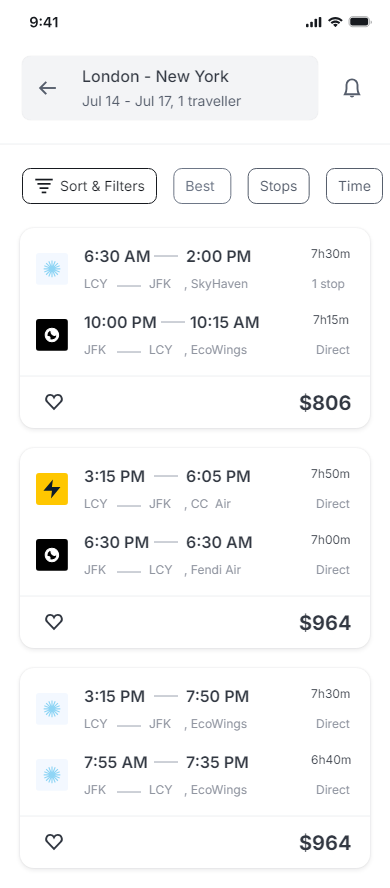 9:41
London - New York
Jul 14 - Jul 17, 1 traveller
Sort & Filters Best Stops Time
6:30 AM 2:00 PM 7h30m
LCY JFK , SkyHaven 1 stop
10:00 PM 10:15 AM 7h15m
JFK LCY , EcoWings Direct
$806
3:15 PM 6:05 PM 7h50m
LCY JFK , CC Air Direct
6:30 PM 6:30 AM 7h00m
JFK LCY , Fendi Air Direct
$964
3:15 PM 7:50 PM 7h30m
LCY JFK , EcoWings Direct
7:55 AM 7:35 PM 6h40m
JFK LCY , EcoWings Direct
$964